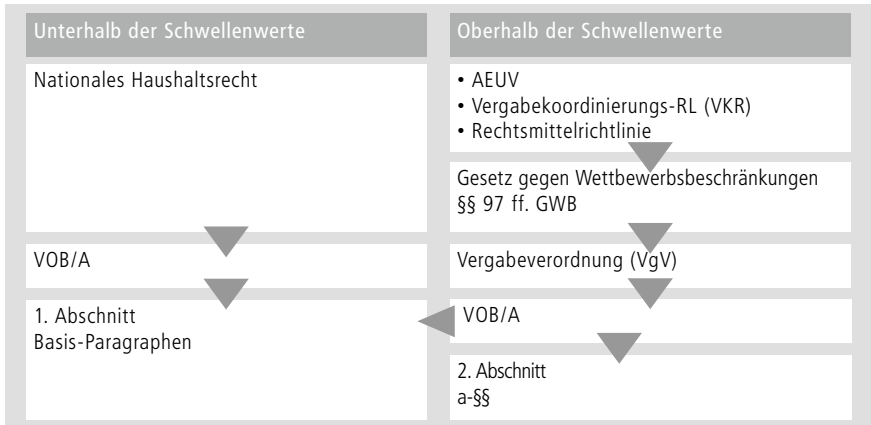 Unterhalb der Schwellenwerte
Nationales Haushaltsrecht
VOB/A
1. Abschnitt
Basis-Paragraphen
Oberhalb der Schwellenwerte
• AEUV
• Vergabekoordinierungs-RL (VKR)
• Rechtsmittelrichtlinie
Gesetz gegen Wettbewerbsbeschränkungen
§§ 97 ff. GWB
Vergabeverordnung (VgV)
VOB/A
2. Abschnitt
a-§§